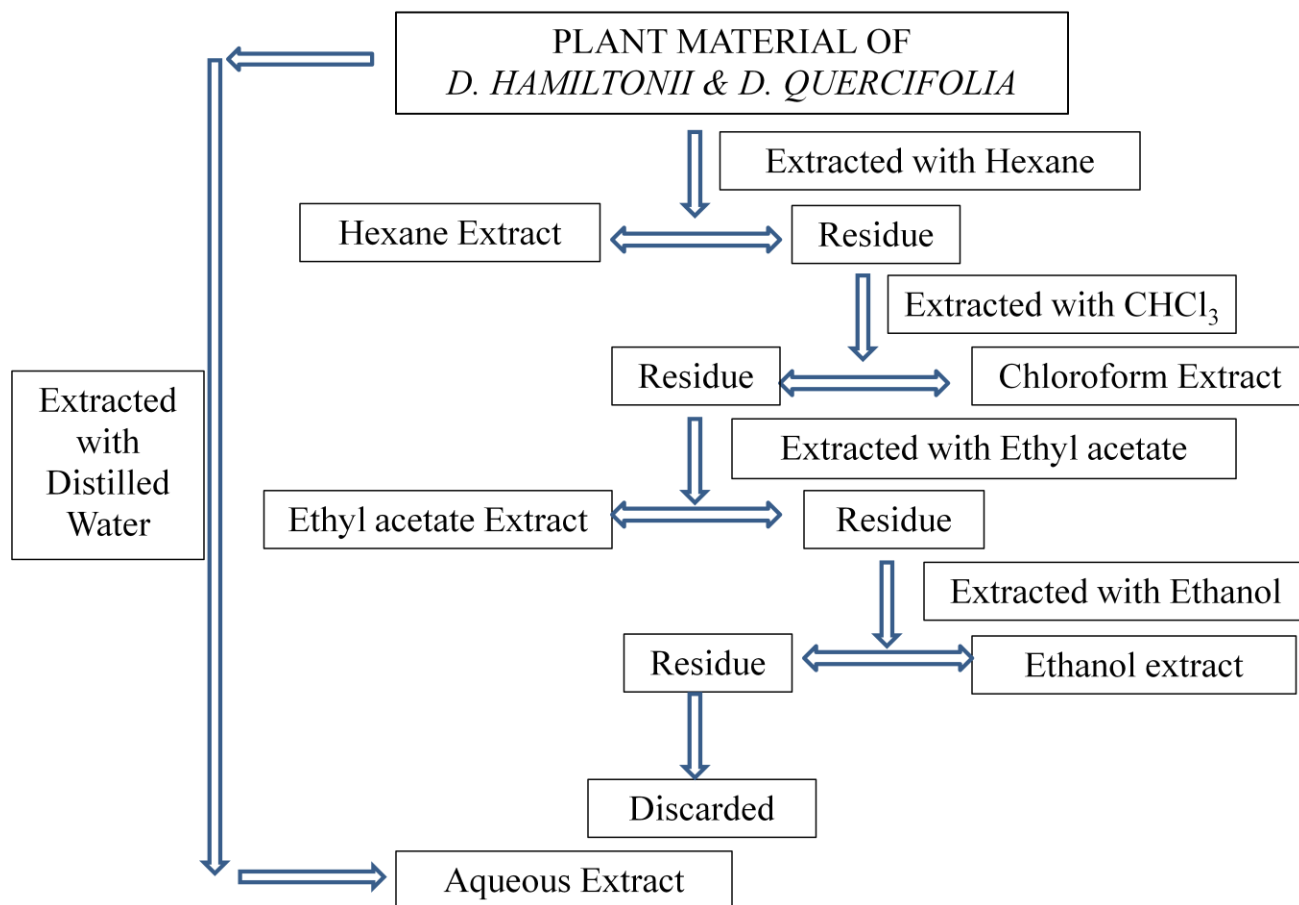 PLANT MATERIAL OF
D. HAMILTONII & D. QUERCIFOLIA
Extracted with Hexane
Hexane Extract
Residue
Extracted with CHCl₃
Residue
Chloroform Extract
Extracted with Ethyl acetate
Ethyl acetate Extract
Residue
Extracted with Ethanol
Residue
Ethanol extract
Discarded
Extracted
with
Distilled
Water
Aqueous Extract